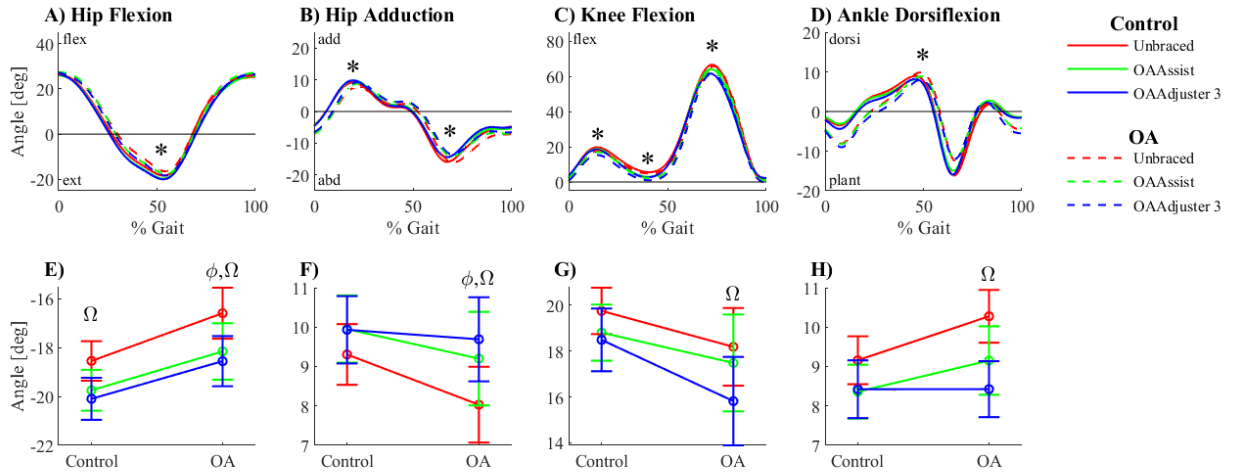 A) Hip Flexion
B) Hip Adduction
C) Knee Flexion
D) Ankle Dorsiflexion
Control
Unbraced
OAAssist
OAAdjuster 3
OA
Unbraced
OAAssist
OAAdjuster 3
Angle [deg]
40
20
0
-20
flex
ext
*
0
50
100
% Gait
20
10
0
-10
-20
add
abd
*
*
0
50
100
% Gait
80
60
40
20
0
flex
*
*
*
0
50
100
% Gait
20
10
0
-10
-20
dorsi
plant
*
0
50
100
% Gait
E)
F)
G)
H)
Angle [deg]
-16
-18
-20
-22
Ω
ϕ,Ω
Control
OA
11
10
9
8
7
ϕ,Ω
Control
OA
20
18
16
14
Ω
Control
OA
11
10
9
8
7
Ω
Control
OA